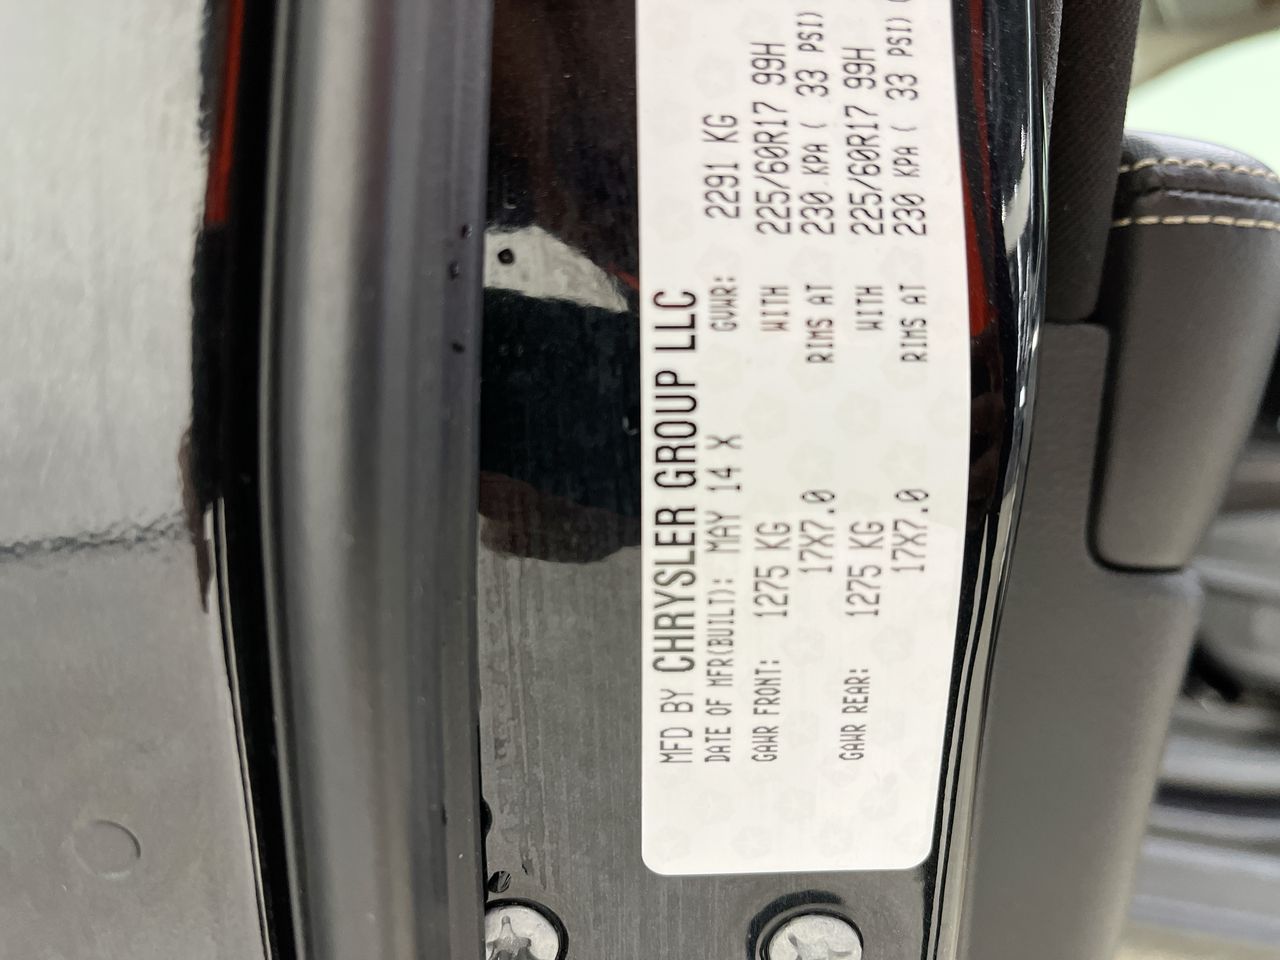 MFD BY CHRYSLER GROUP LLC
DATE OF MFR(BUILT): MAY 14 X GVWR: 2291 KG
GAWR FRONT: 1275 KG WITH 225/60R17 99H
17X7.0 RIMS AT 230 KPA ( 33 PSI)
GAWR REAR: 1275 KG WITH 225/60R17 99H
17X7.0 RIMS AT 230 KPA ( 33 PSI) (